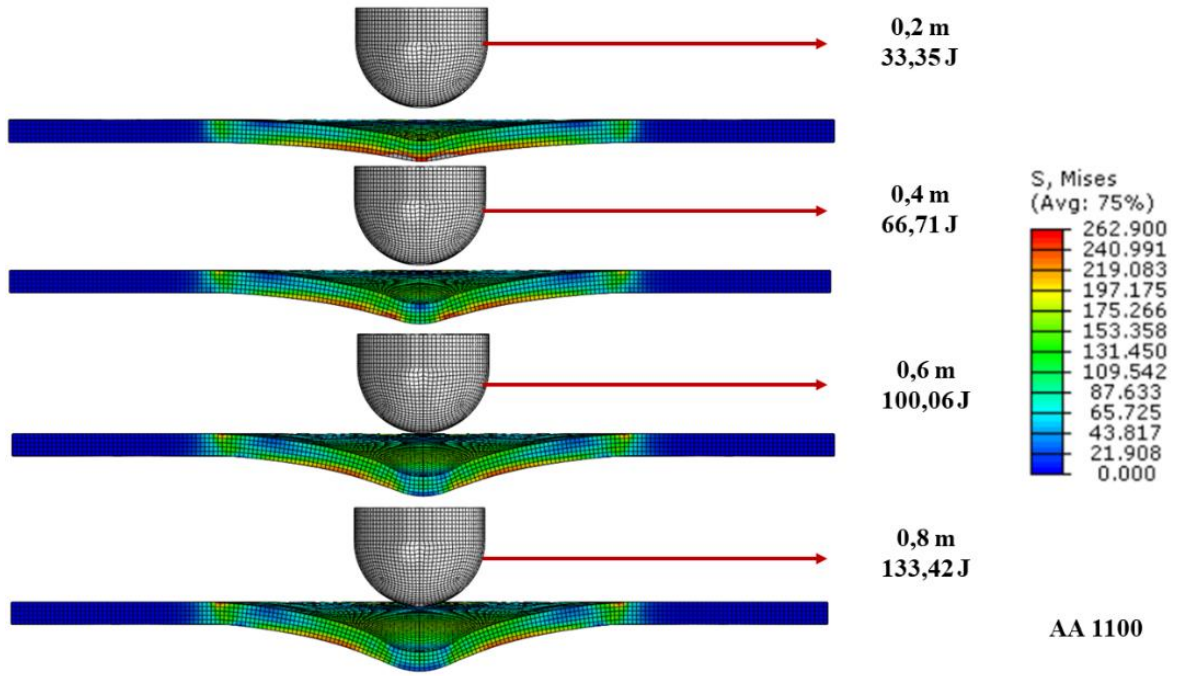 0,2 m
33,35 J
0,4 m
66,71 J
S, Mises
(Avg: 75%)
262.900
240.991
219.083
197.175
175.266
153.358
131.450
109.542
87.633
65.725
43.817
21.908
0.000
0,6 m
100,06 J
0,8 m
133,42 J
AA 1100